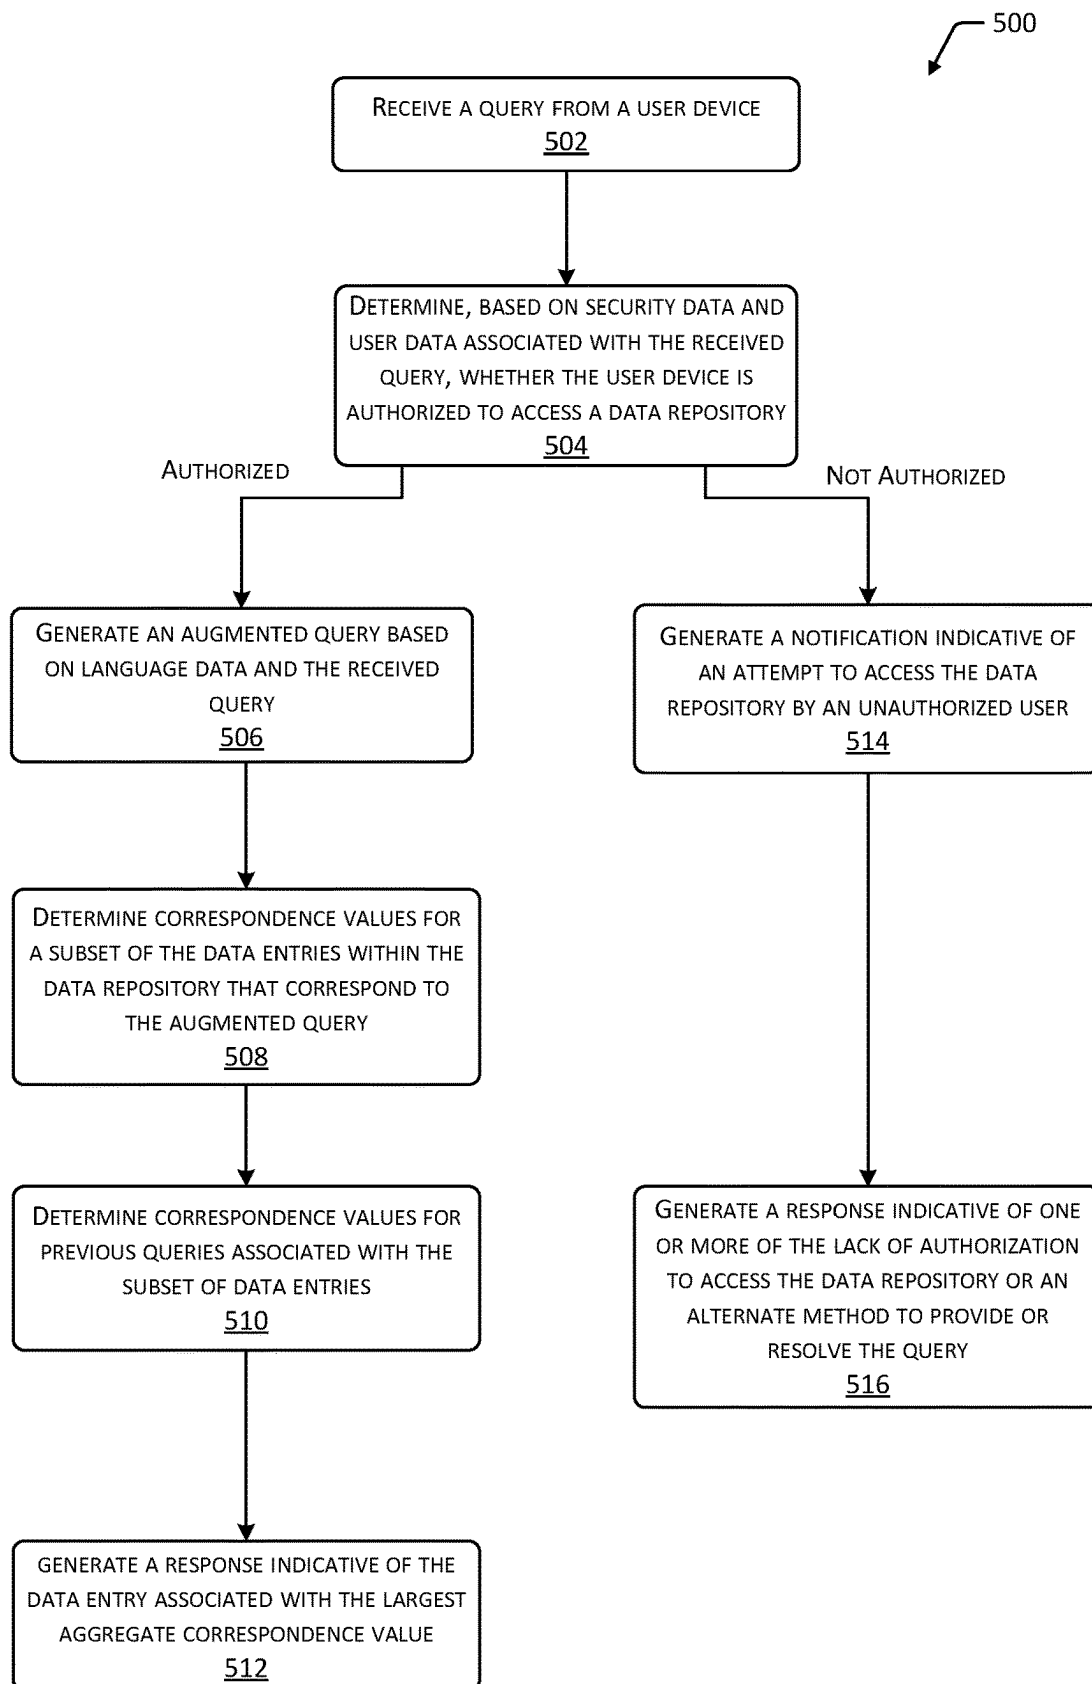 500
RECEIVE A QUERY FROM A USER DEVICE
502
DETERMINE, BASED ON SECURITY DATA AND
USER DATA ASSOCIATED WITH THE RECEIVED
QUERY, WHETHER THE USER DEVICE IS
AUTHORIZED TO ACCESS A DATA REPOSITORY
504
AUTHORIZED
NOT AUTHORIZED
GENERATE AN AUGMENTED QUERY BASED
ON LANGUAGE DATA AND THE RECEIVED
QUERY
506
DETERMINE CORRESPONDENCE VALUES FOR
A SUBSET OF THE DATA ENTRIES WITHIN THE
DATA REPOSITORY THAT CORRESPOND TO
THE AUGMENTED QUERY
508
DETERMINE CORRESPONDENCE VALUES FOR
PREVIOUS QUERIES ASSOCIATED WITH THE
SUBSET OF DATA ENTRIES
510
GENERATE A RESPONSE INDICATIVE OF THE
DATA ENTRY ASSOCIATED WITH THE LARGEST
AGGREGATE CORRESPONDENCE VALUE
512
GENERATE A NOTIFICATION INDICATIVE OF
AN ATTEMPT TO ACCESS THE DATA
REPOSITORY BY AN UNAUTHORIZED USER
514
GENERATE A RESPONSE INDICATIVE OF ONE
OR MORE OF THE LACK OF AUTHORIZATION
TO ACCESS THE DATA REPOSITORY OR AN
ALTERNATE METHOD TO PROVIDE OR
RESOLVE THE QUERY
516